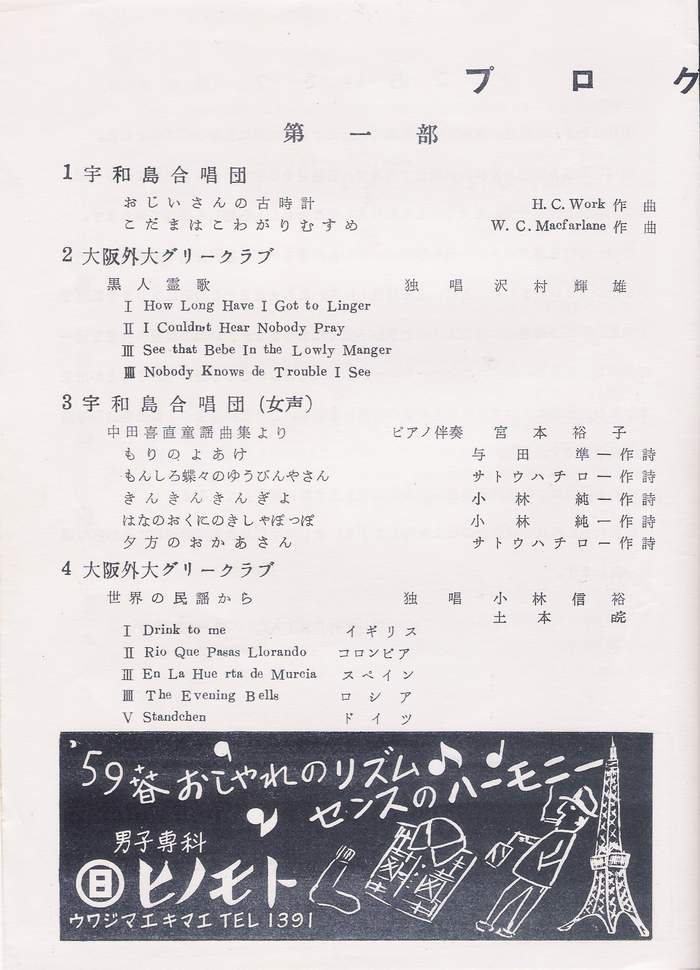 プログ
第一部
1 宇和島合唱団
おじいさんの古時計 H.C.Work 作曲
こだまはこわがりむすめ W.C.Macfarlane 作曲
2 大阪外大グリークラブ
黒人霊歌 独唱 沢村輝雄
Ⅰ How Long Have I Got to Linger
Ⅱ I Couldn't Hear Nobody Pray
Ⅲ See that Bebe In the Lowly Manger
ⅢⅠ Nobody Knows de Trouble I See
3 宇和島合唱団(女声)
中田喜直童謡曲集より ピアノ伴奏 宮本裕子
もりのよあけ 与田準一作詩
もんしろ蝶々のゆうびんやさん サトウハチロー作詩
きんきんきんぎよ 小林純一作詩
はなのおくにのきしゃぽっぽ 小林純一作詩
夕方のおかあさん サトウハチロー作詩
4 大阪外大グリークラブ
世界の民謡から 独唱 小林信裕
土本
Ⅰ Drink to me イギリス
Ⅱ Rio Que Pasas Llorando コロンビア
Ⅲ En La Hue rta de Murcia スペイン
ⅢⅠ The Evening Bells ロシア
Ⅴ Standchen ドイツ
'59 春 おしゃれのリズム
センスのハーモニー
男子専科
日 ヒノモト
ウワジマエキマエ TEL 1391